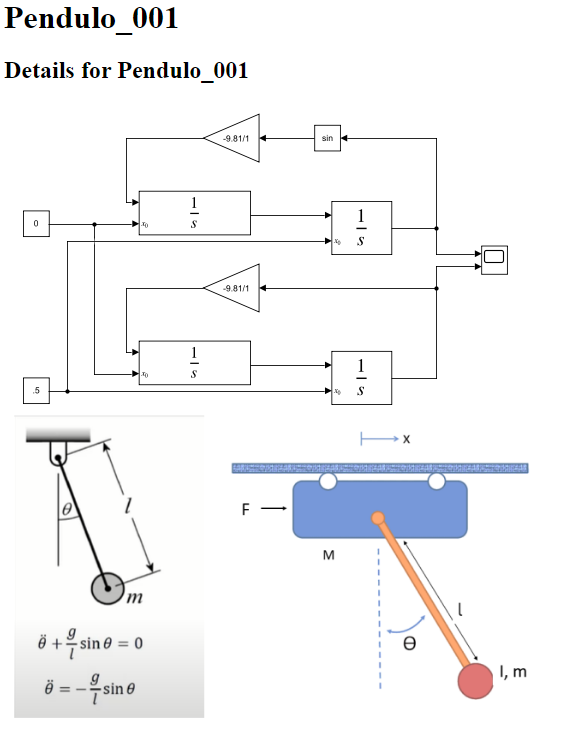 Pendulo_001
Details for Pendulo_001
-9.81/1
sin
1
s
x₀
0
1
s
x₀
-9.81/1
1
s
x₀
1
s
x₀
.5
x
F
M
θ
l
m
l
θ
I, m
θ̈ + g/l sin θ = 0
θ̈ = − g/l sin θ